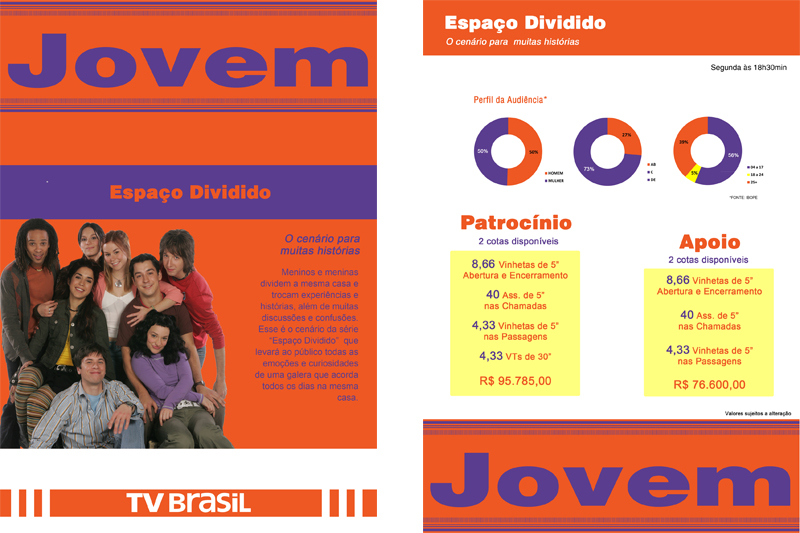 Jovem
Espaço Dividido
O cenário para
muitas histórias
Meninos e meninas
dividem a mesma casa e
trocam experiências e
histórias, além de muitas
discussões e confusões.
Esse é o cenário da série
“Espaço Dividido” que
levará ao público todas as
emoções e curiosidades
de uma galera que acorda
todos os dias na mesma
casa.
TV BRASIL
Espaço Dividido
O cenário para muitas histórias
Segunda às 18h30min
Perfil da Audiência*
50%
50%
HOMEM
MULHER
27%
73%
AB
C
DE
39%
56%
5%
04 a 17
18 a 24
25+
*FONTE: IBOPE
Patrocínio
2 cotas disponíveis
8,66 Vinhetas de 5”
Abertura e Encerramento
40 Ass. de 5”
nas Chamadas
4,33 Vinhetas de 5”
nas Passagens
4,33 VTs de 30”
R$ 95.785,00
Apoio
2 cotas disponíveis
8,66 Vinhetas de 5”
Abertura e Encerramento
40 Ass. de 5”
nas Chamadas
4,33 Vinhetas de 5”
nas Passagens
R$ 76.600,00
Valores sujeitos a alteração
Jovem